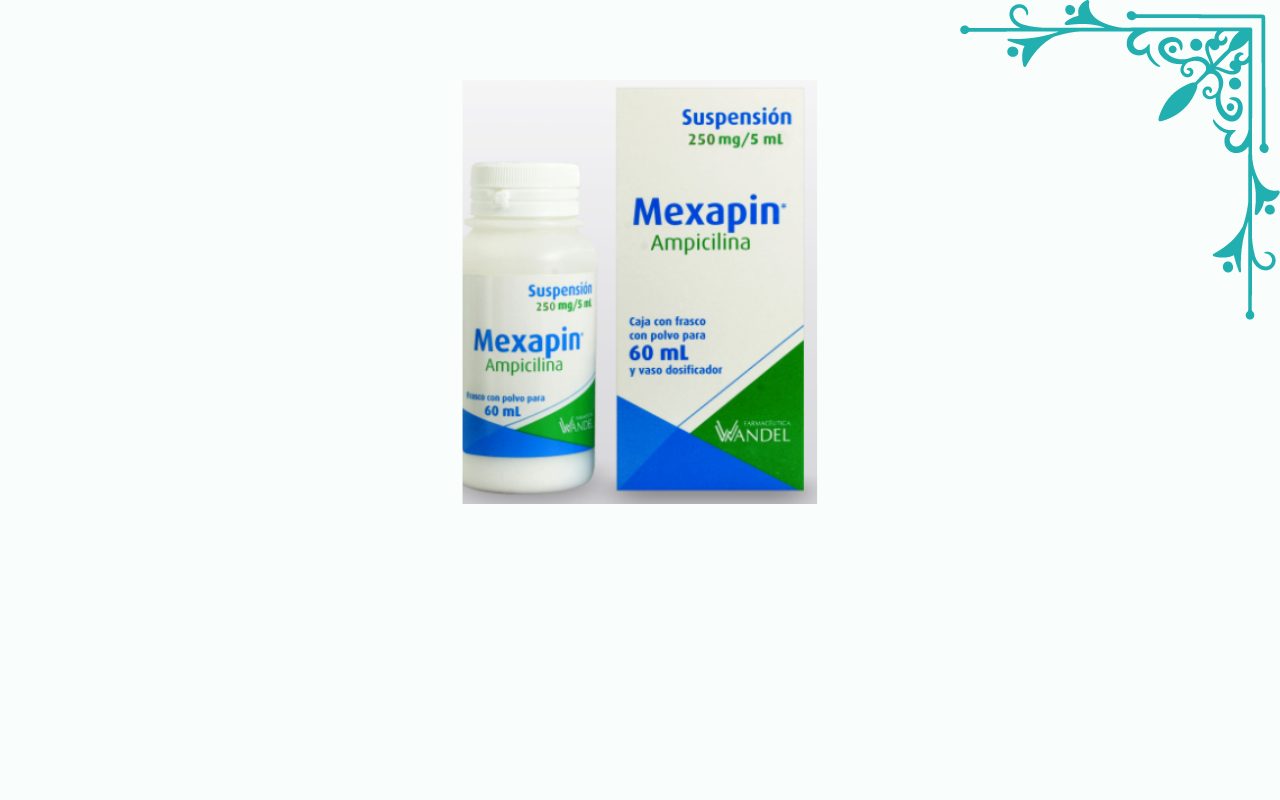 Suspensión
250 mg/5 mL
Mexapin®
Ampicilina
Frasco con polvo para
60 mL
FARMACÉUTICA
WANDEL
Suspensión
250 mg/5 mL
Mexapin®
Ampicilina
Caja con frasco
con polvo para
60 mL
y vaso dosificador
FARMACÉUTICA
WANDEL